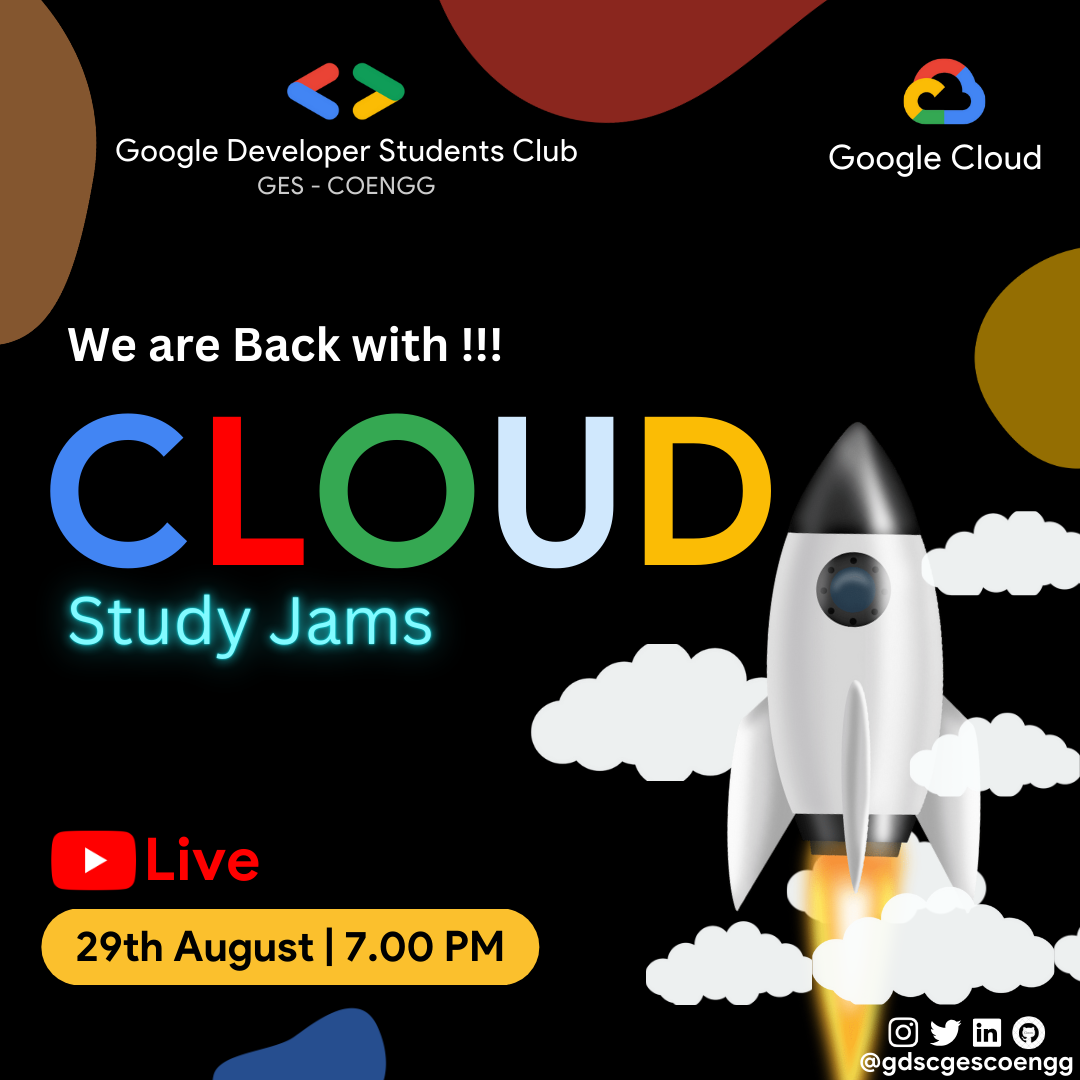 Google Developer Students Club
GES - COENGG
Google Cloud
We are Back with !!!
CLOUD
Study Jams
Live
29th August | 7.00 PM
@gdscgescoengg